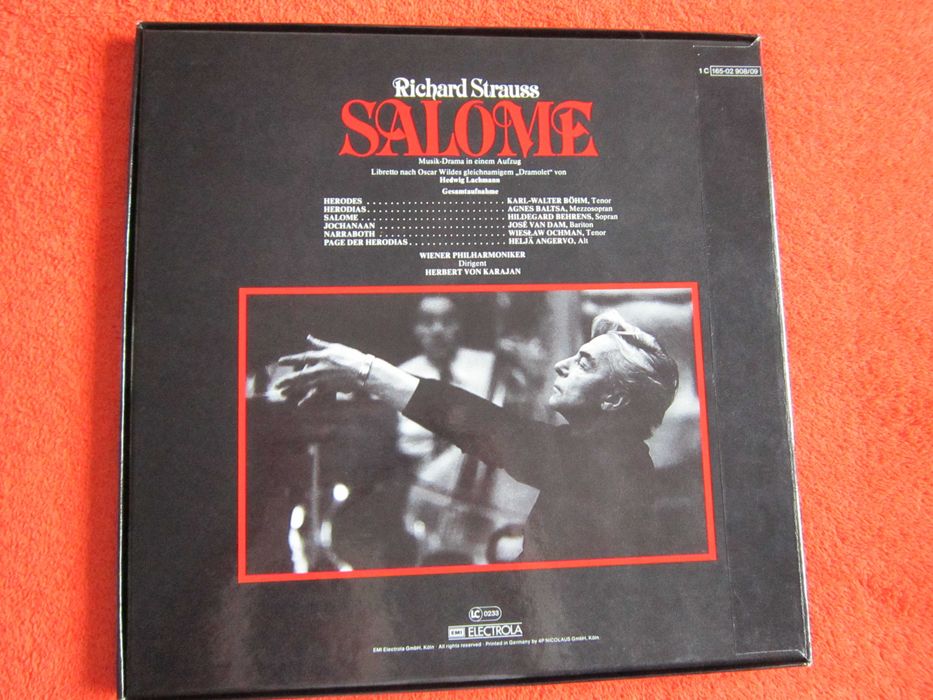 1 C 165-02 908/09
Richard Strauss
SALOME
Musik-Drama in einem Aufzug
Libretto nach Oscar Wildes gleichnamigem „Dramolet" von
Hedwig Lachmann
Gesamtaufnahme
HERODES . . . . . . . . . . . . . . . . . . . . . . KARL-WALTER BÖHM, Tenor
HERODIAS . . . . . . . . . . . . . . . . . . . . . AGNES BALTSA, Mezzosopran
SALOME . . . . . . . . . . . . . . . . . . . . . . HILDEGARD BEHRENS, Sopran
JOCHANAAN . . . . . . . . . . . . . . . . . . . JOSÉ VAN DAM, Bariton
NARRABOTH . . . . . . . . . . . . . . . . . . . WIESŁAW OCHMAN, Tenor
PAGE DER HERODIAS . . . . . . . . . . . . . . HELJÄ ANGERVO, Alt
WIENER PHILHARMONIKER
Dirigent
HERBERT VON KARAJAN
LC 0233
EMI ELECTROLA
EMI Electrola GmbH, Köln · All rights reserved · Printed in Germany by 4P NICOLAUS GmbH, Köln